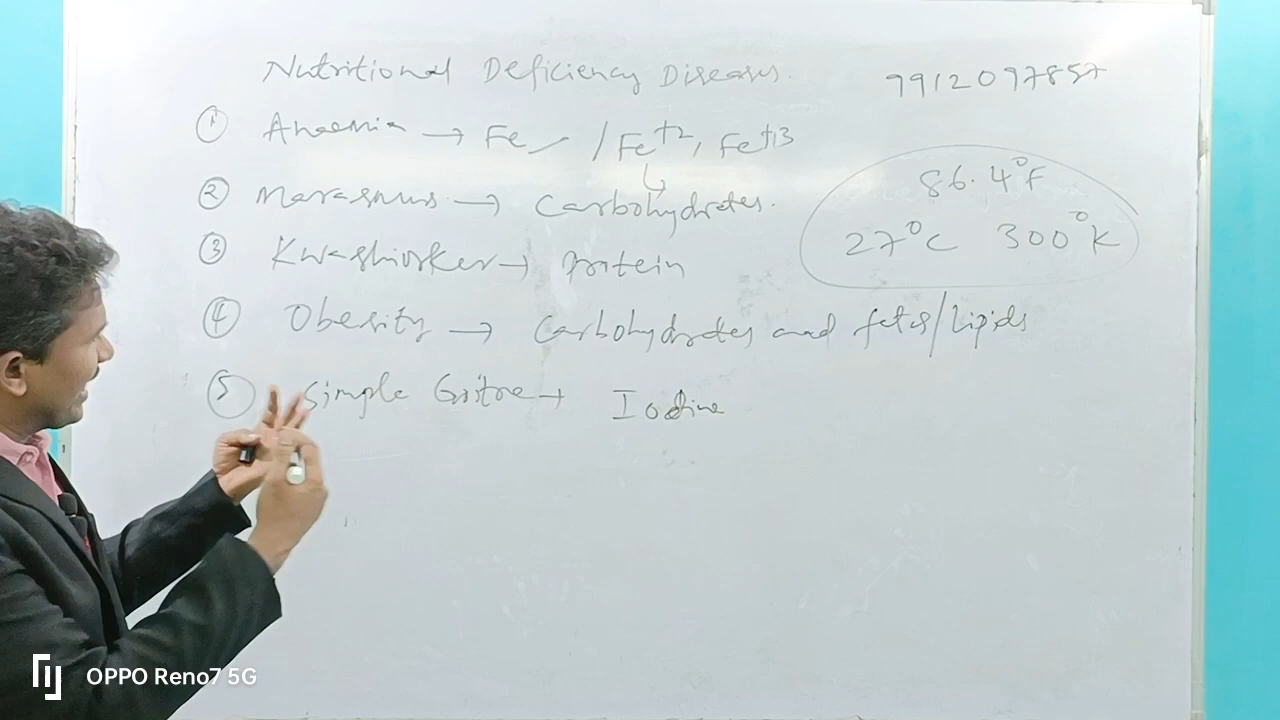 Nutritional Deficiency Diseases.
9912097857
① Anaemia → Fe / Fe+2, Fe+3
② Marasmus → Carbohydrates.
③ Kwashiorker → protein
④ Obesity → Carbohydrates and fats/lipids
⑤ Simple Goitre → Iodine
86.4°F
27°C 300°K
OPPO Reno7 5G